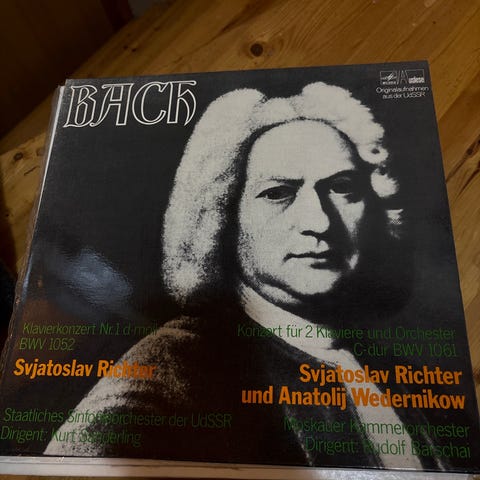 BACH
udesa
Originalaufnahmen
aus der UdSSR
Klavierkonzert Nr.1 d-moll
BWV 1052
Svjatoslav Richter
Staatliches Sinfonieorchester der UdSSR
Dirigent: Kurt Sanderling
Konzert für 2 Klaviere und Orchester
C-dur BWV 1061
Svjatoslav Richter
und Anatolij Wedernikow
Moskauer Kammerorchester
Dirigent: Rudolf Barschai